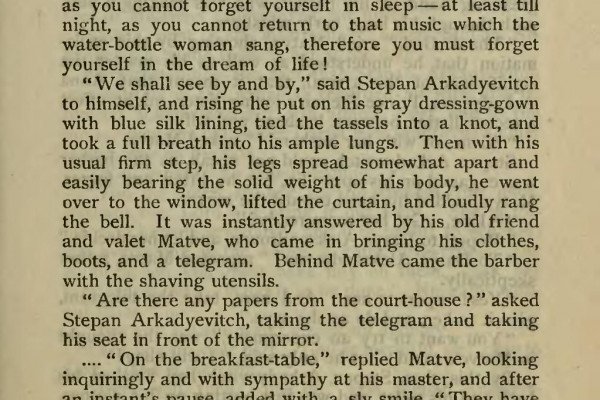 as you cannot forget yourself in sleep — at least till
night, as you cannot return to that music which the
water-bottle woman sang, therefore you must forget
yourself in the dream of life!
"We shall see by and by," said Stepan Arkadyevitch
to himself, and rising he put on his gray dressing-gown
with blue silk lining, tied the tassels into a knot, and
took a full breath into his ample lungs. Then with his
usual firm step, his legs spread somewhat apart and
easily bearing the solid weight of his body, he went
over to the window, lifted the curtain, and loudly rang
the bell. It was instantly answered by his old friend
and valet Matve, who came in bringing his clothes,
boots, and a telegram. Behind Matve came the barber
with the shaving utensils.
"Are there any papers from the court-house?" asked
Stepan Arkadyevitch, taking the telegram and taking
his seat in front of the mirror.
.... "On the breakfast-table," replied Matve, looking
inquiringly and with sympathy at his master, and after
an instant's pause, added with a sly smile, "They have